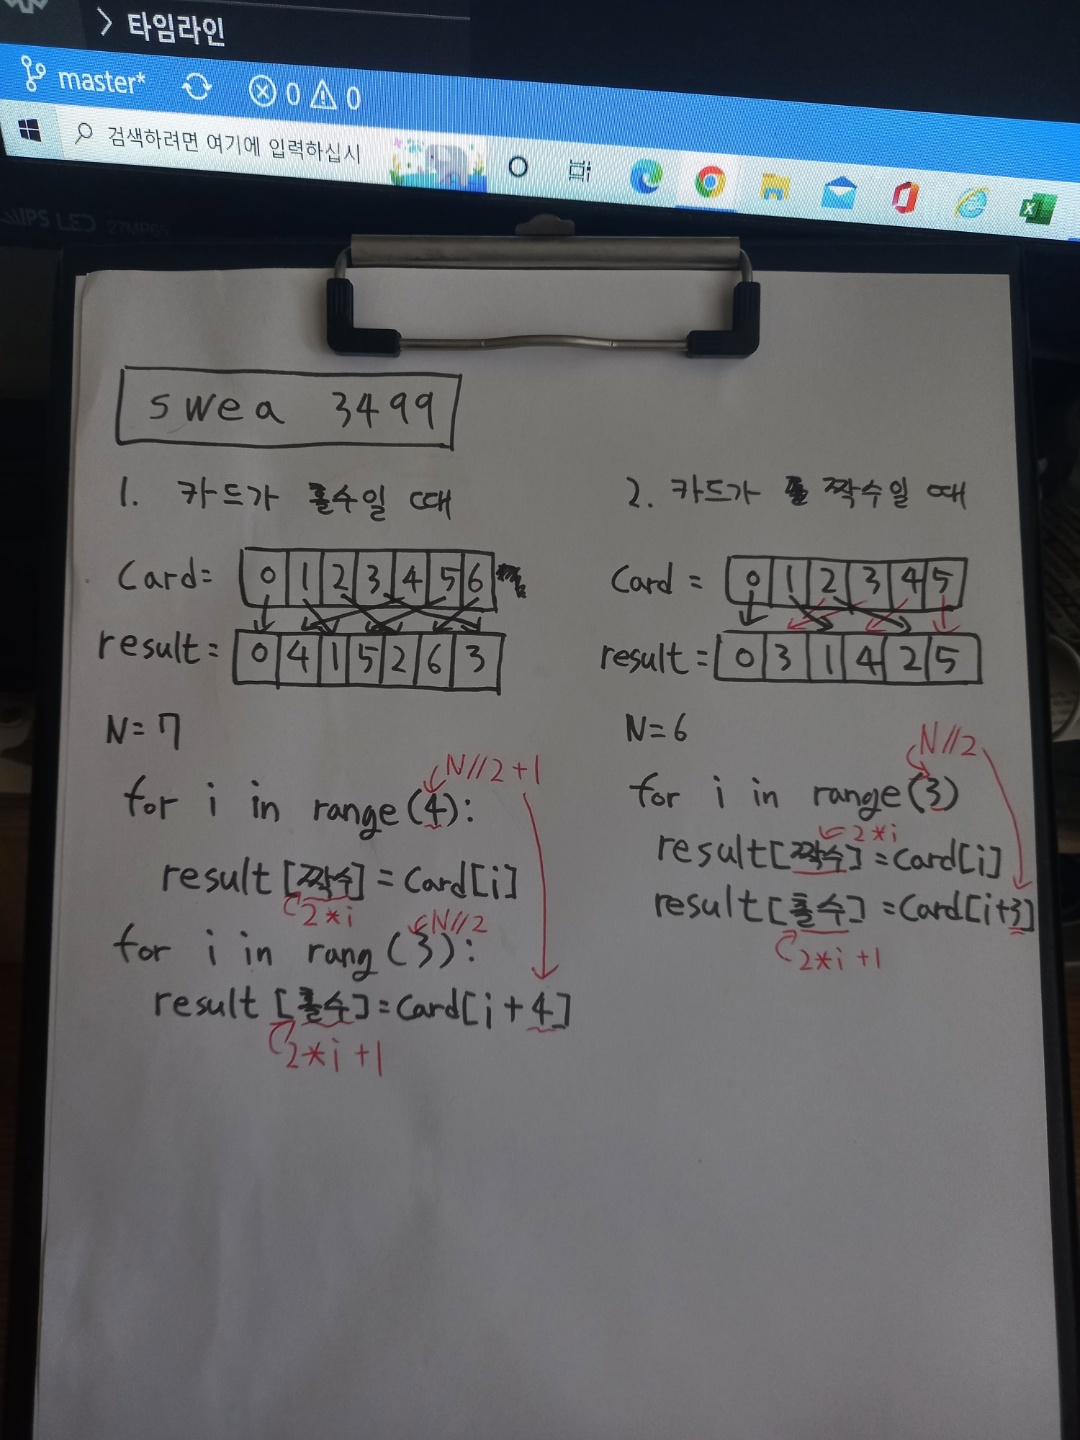 타임라인
master* 0 0
검색하려면 여기에 입력하십시
IPS LED 27MP65
swea 3499
1. 카드가 홀수일 때
Card= 0 1 2 3 4 5 6
result= 0 4 1 5 2 6 3
N=7
N//2+1
for i in range(4):
result[짝수]=Card[i]
2*i
N//2
for i in rang(3):
result[홀수]=Card[i+4]
2*i+1
2. 카드가 짝수일 때
Card = 0 1 2 3 4 5
result= 0 3 1 4 2 5
N=6
N//2
for i in range(3)
2*i
result[짝수]=Card[i]
result[홀수]=Card[i+3]
2*i+1